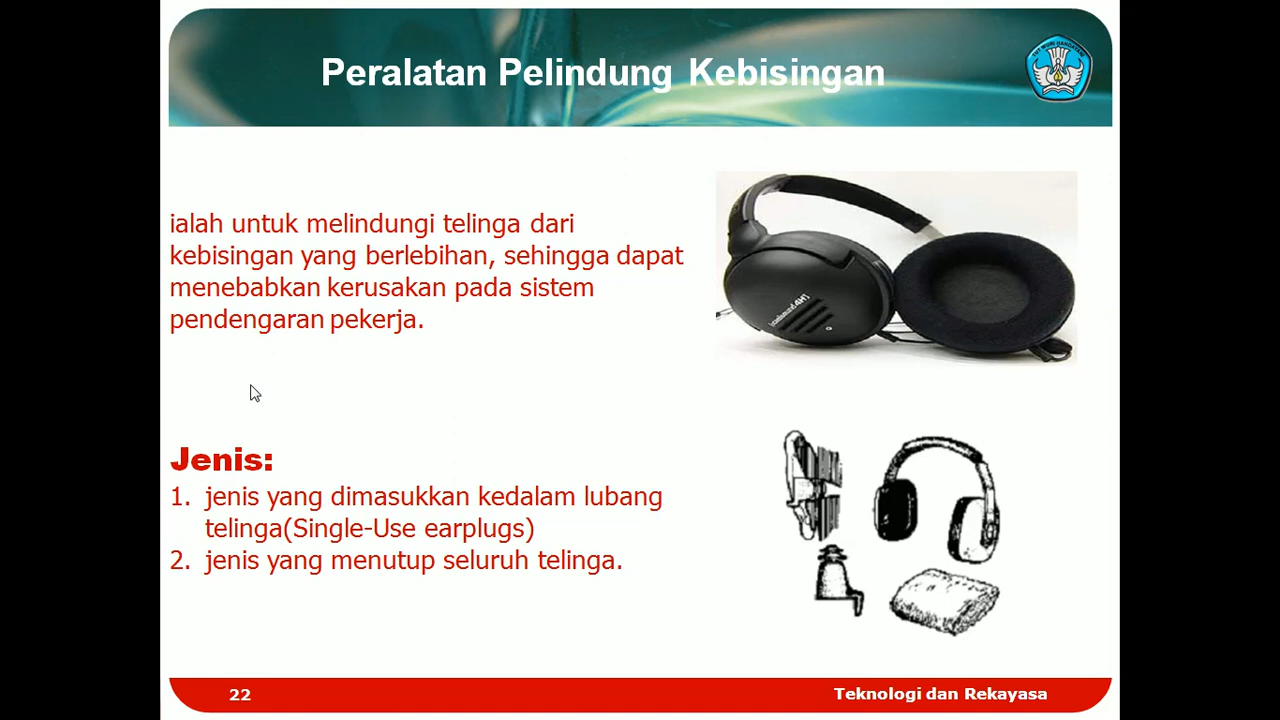 Peralatan Pelindung Kebisingan
ialah untuk melindungi telinga dari
kebisingan yang berlebihan, sehingga dapat
menebabkan kerusakan pada sistem
pendengaran pekerja.
Jenis:
1. jenis yang dimasukkan kedalam lubang
telinga(Single-Use earplugs)
2. jenis yang menutup seluruh telinga.
22
Teknologi dan Rekayasa